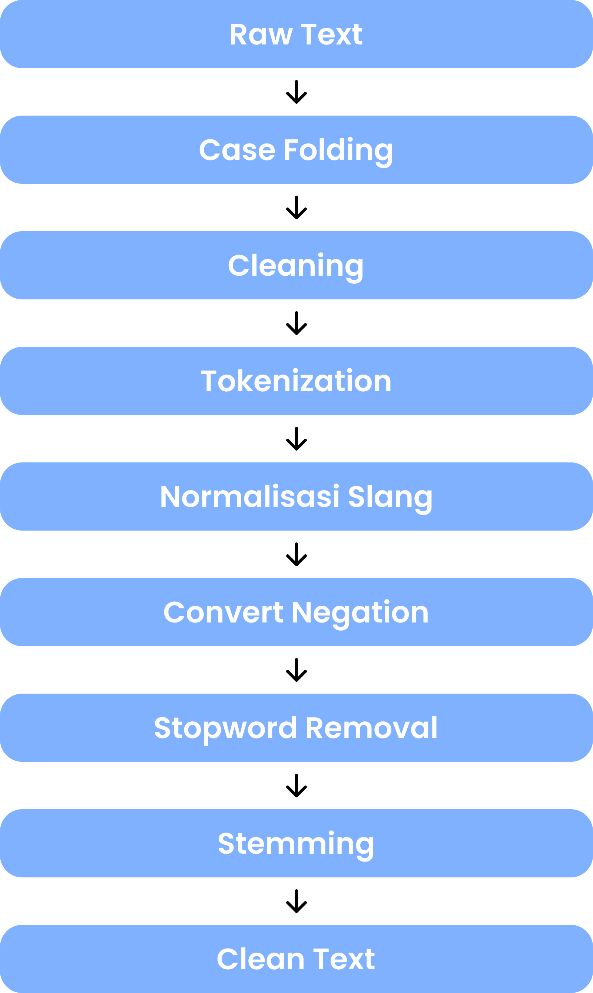 Raw Text
Case Folding
Cleaning
Tokenization
Normalisasi Slang
Convert Negation
Stopword Removal
Stemming
Clean Text